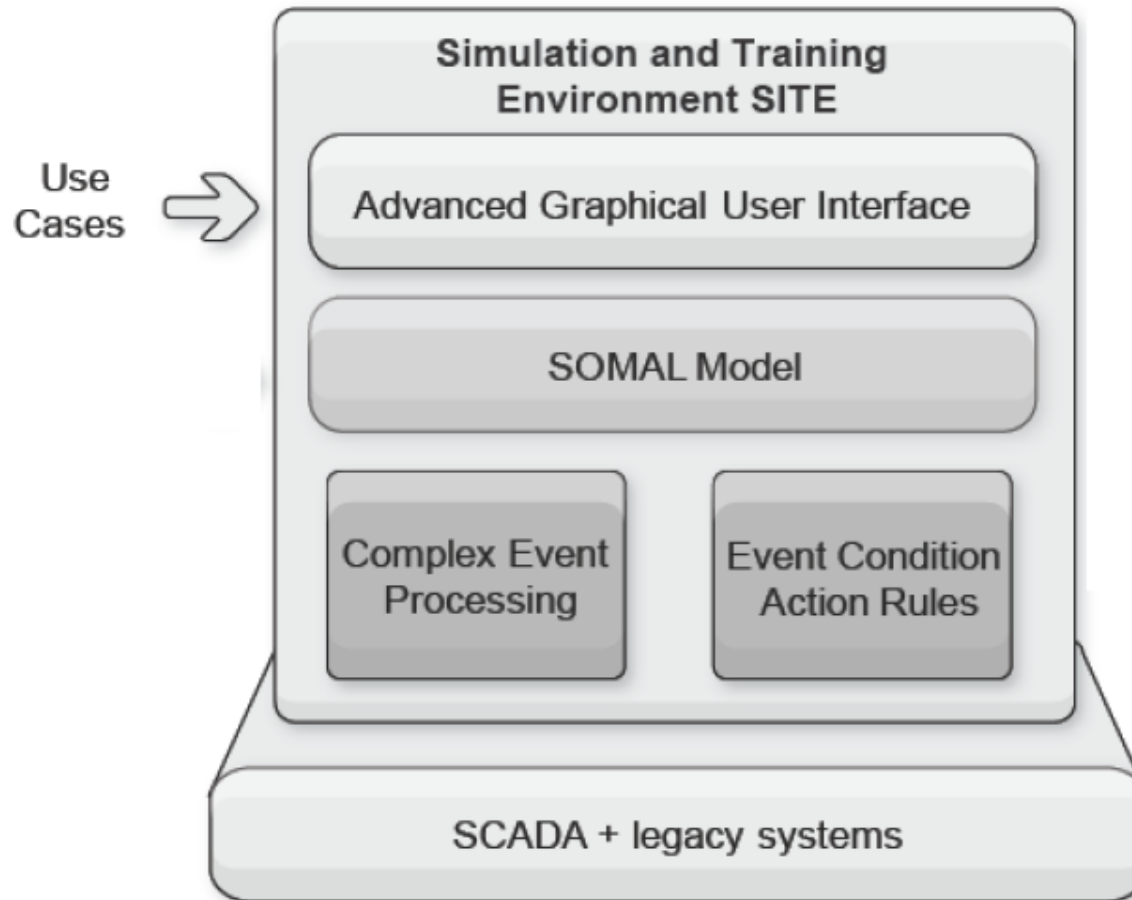 Simulation and Training
Environment SITE
Use
Cases
Advanced Graphical User Interface
SOMAL Model
Complex Event
Processing
Event Condition
Action Rules
SCADA + legacy systems